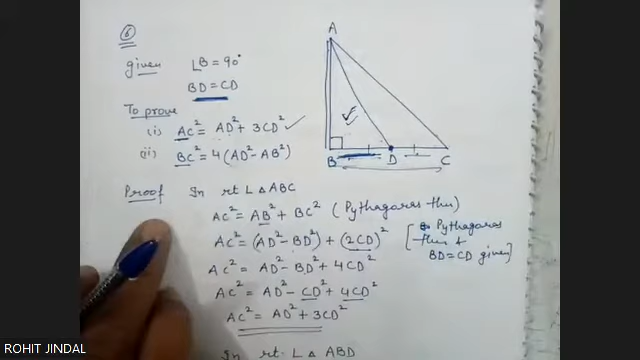 6
given ∟B = 90°
BD = CD
To prove
(i) AC² = AD² + 3CD²
(ii) BC² = 4(AD² - AB²)
A
B D C
Proof In rt ∟ △ ABC
AC² = AB² + BC² (Pythagoras thm)
AC² = (AD² - BD²) + (2CD)² [Pythagoras
thm &
BD = CD given]
AC² = AD² - BD² + 4CD²
AC² = AD² - CD² + 4CD²
AC² = AD² + 3CD²
In rt. ∟ △ ABD
ROHIT JINDAL